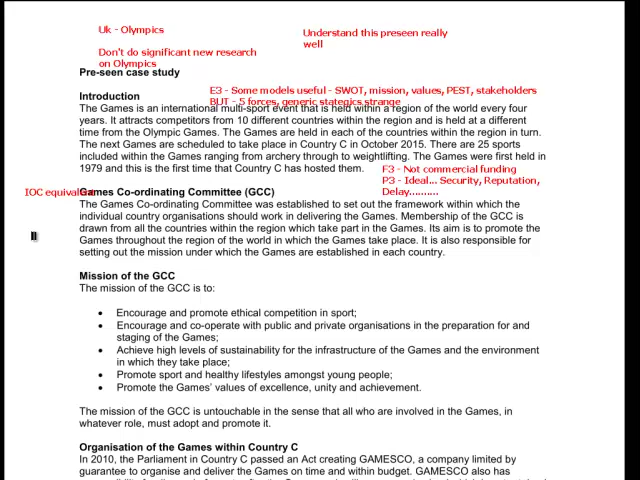 Uk - Olympics
Understand this preseen really
well
Don't do significant new research
on Olympics
Pre-seen case study
E3 - Some models useful - SWOT, mission, values, PEST, stakeholders
BUT - 5 forces, generic stategics strange
Introduction
The Games is an international multi-sport event that is held within a region of the world every four
years. It attracts competitors from 10 different countries within the region and is held at a different
time from the Olympic Games. The Games are held in each of the countries within the region in turn.
The next Games are scheduled to take place in Country C in October 2015. There are 25 sports
included within the Games ranging from archery through to weightlifting. The Games were first held in
1979 and this is the first time that Country C has hosted them.
F3 - Not commercial funding
P3 - Ideal... Security, Reputation,
Delay..........
IOC equivalent
Games Co-ordinating Committee (GCC)
The Games Co-ordinating Committee was established to set out the framework within which the
individual country organisations should work in delivering the Games. Membership of the GCC is
drawn from all the countries within the region which take part in the Games. Its aim is to promote the
Games throughout the region of the world in which the Games take place. It is also responsible for
setting out the mission under which the Games are established in each country.
Mission of the GCC
The mission of the GCC is to:
• Encourage and promote ethical competition in sport;
• Encourage and co-operate with public and private organisations in the preparation for and
staging of the Games;
• Achieve high levels of sustainability for the infrastructure of the Games and the environment
in which they take place;
• Promote sport and healthy lifestyles amongst young people;
• Promote the Games' values of excellence, unity and achievement.
The mission of the GCC is untouchable in the sense that all who are involved in the Games, in
whatever role, must adopt and promote it.
Organisation of the Games within Country C
In 2010, the Parliament in Country C passed an Act creating GAMESCO, a company limited by
guarantee to organise and deliver the Games on time and within budget. GAMESCO also has